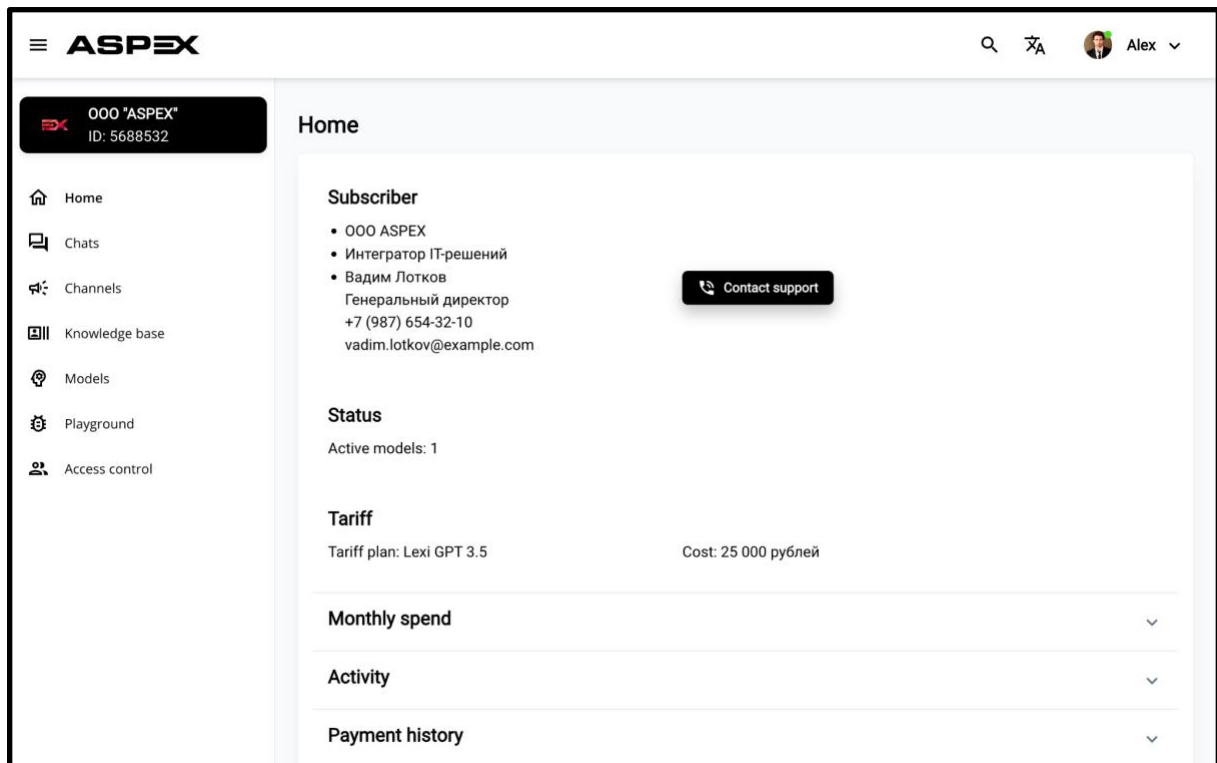 ASPEX
Alex
ООО "ASPEX"
ID: 5688532
Home
Chats
Channels
Knowledge base
Models
Playground
Access control
Home
Subscriber
• ООО ASPEX
• Интегратор IT-решений
• Вадим Лотков
Генеральный директор
+7 (987) 654-32-10
vadim.lotkov@example.com
Contact support
Status
Active models: 1
Tariff
Tariff plan: Lexi GPT 3.5
Cost: 25 000 рублей
Monthly spend
Activity
Payment history